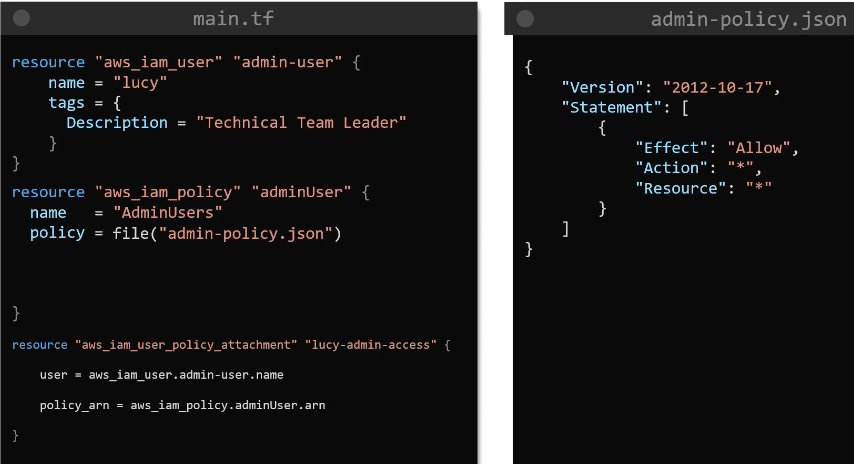 main.tf
resource "aws_iam_user" "admin-user" {
name = "lucy"
tags = {
Description = "Technical Team Leader"
}
}
resource "aws_iam_policy" "adminUser" {
name   = "AdminUsers"
policy = file("admin-policy.json")
}
resource "aws_iam_user_policy_attachment" "lucy-admin-access" {
user = aws_iam_user.admin-user.name
policy_arn = aws_iam_policy.adminUser.arn
}
admin-policy.json
{
"Version": "2012-10-17",
"Statement": [
{
"Effect": "Allow",
"Action": "*",
"Resource": "*"
}
]
}